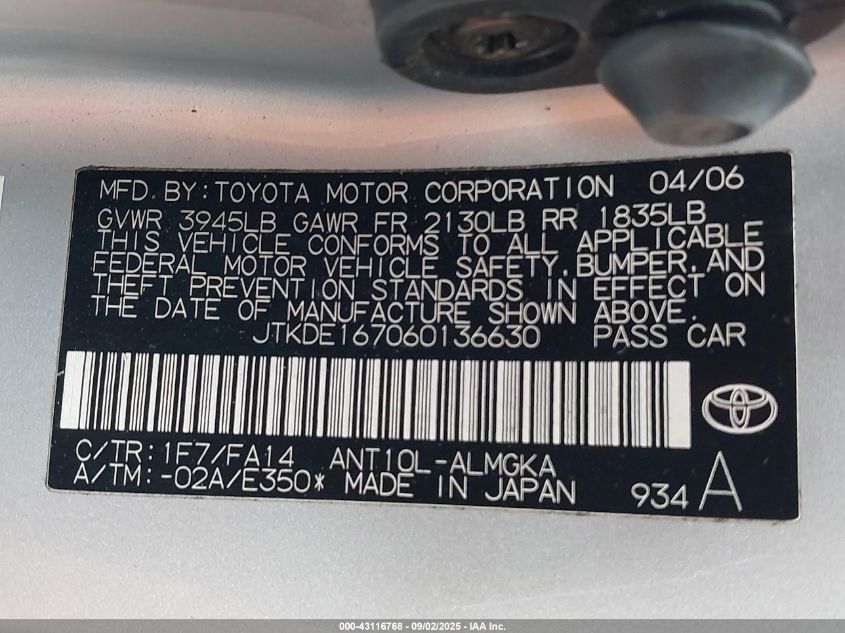 MFD. BY: TOYOTA MOTOR CORPORATION 04/06
GVWR 3945LB GAWR FR 2130LB RR 1835LB
THIS VEHICLE CONFORMS TO ALL APPLICABLE
FEDERAL MOTOR VEHICLE SAFETY, BUMPER, AND
THEFT PREVENTION STANDARDS IN EFFECT ON
THE DATE OF MANUFACTURE SHOWN ABOVE.
JTKDE167060136630 PASS CAR
C/TR: 1F7/FA14 ANT10L-ALMGKA
A/TM: -02A/E350* MADE IN JAPAN 934 A
000-43116768 - 09/02/2025 - IAA Inc.